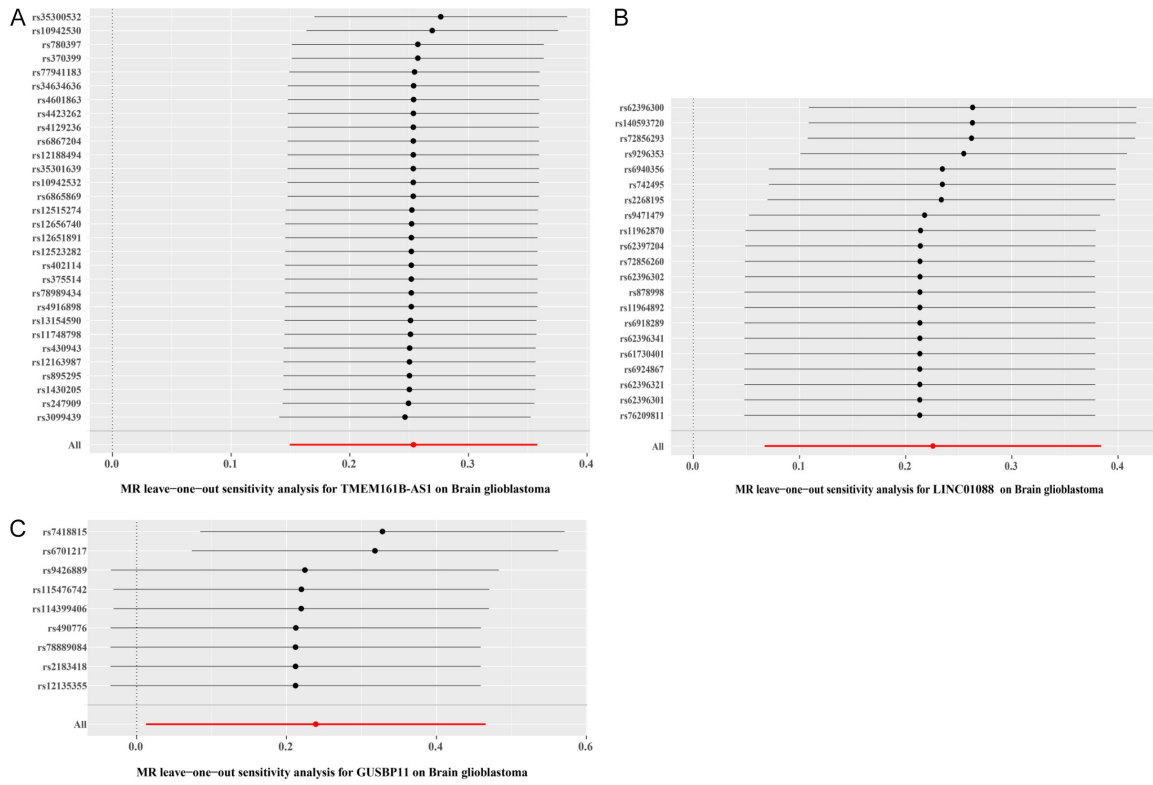 A
rs35300532
rs10942530
rs780397
rs370399
rs77941183
rs34634636
rs4601863
rs4423262
rs4129236
rs6867204
rs12188494
rs35301639
rs10942532
rs6865869
rs12515274
rs12656740
rs12651891
rs12523282
rs402114
rs375514
rs78989434
rs4916898
rs13154590
rs11748798
rs430943
rs12163987
rs895295
rs1430205
rs247909
rs3099439
All
0.0 0.1 0.2 0.3 0.4
MR leave−one−out sensitivity analysis for TMEM161B-AS1 on Brain glioblastoma
B
rs62396300
rs140593720
rs72856293
rs9296353
rs6940356
rs742495
rs2268195
rs9471479
rs11962870
rs62397204
rs72856260
rs62396302
rs878998
rs11964892
rs6918289
rs62396341
rs61730401
rs6924867
rs62396321
rs62396301
rs76209811
All
0.0 0.1 0.2 0.3 0.4
MR leave−one−out sensitivity analysis for LINC01088 on Brain glioblastoma
C
rs7418815
rs6701217
rs9426889
rs115476742
rs114399406
rs490776
rs78889084
rs2183418
rs12135355
All
0.0 0.2 0.4 0.6
MR leave−one−out sensitivity analysis for GUSBP11 on Brain glioblastoma